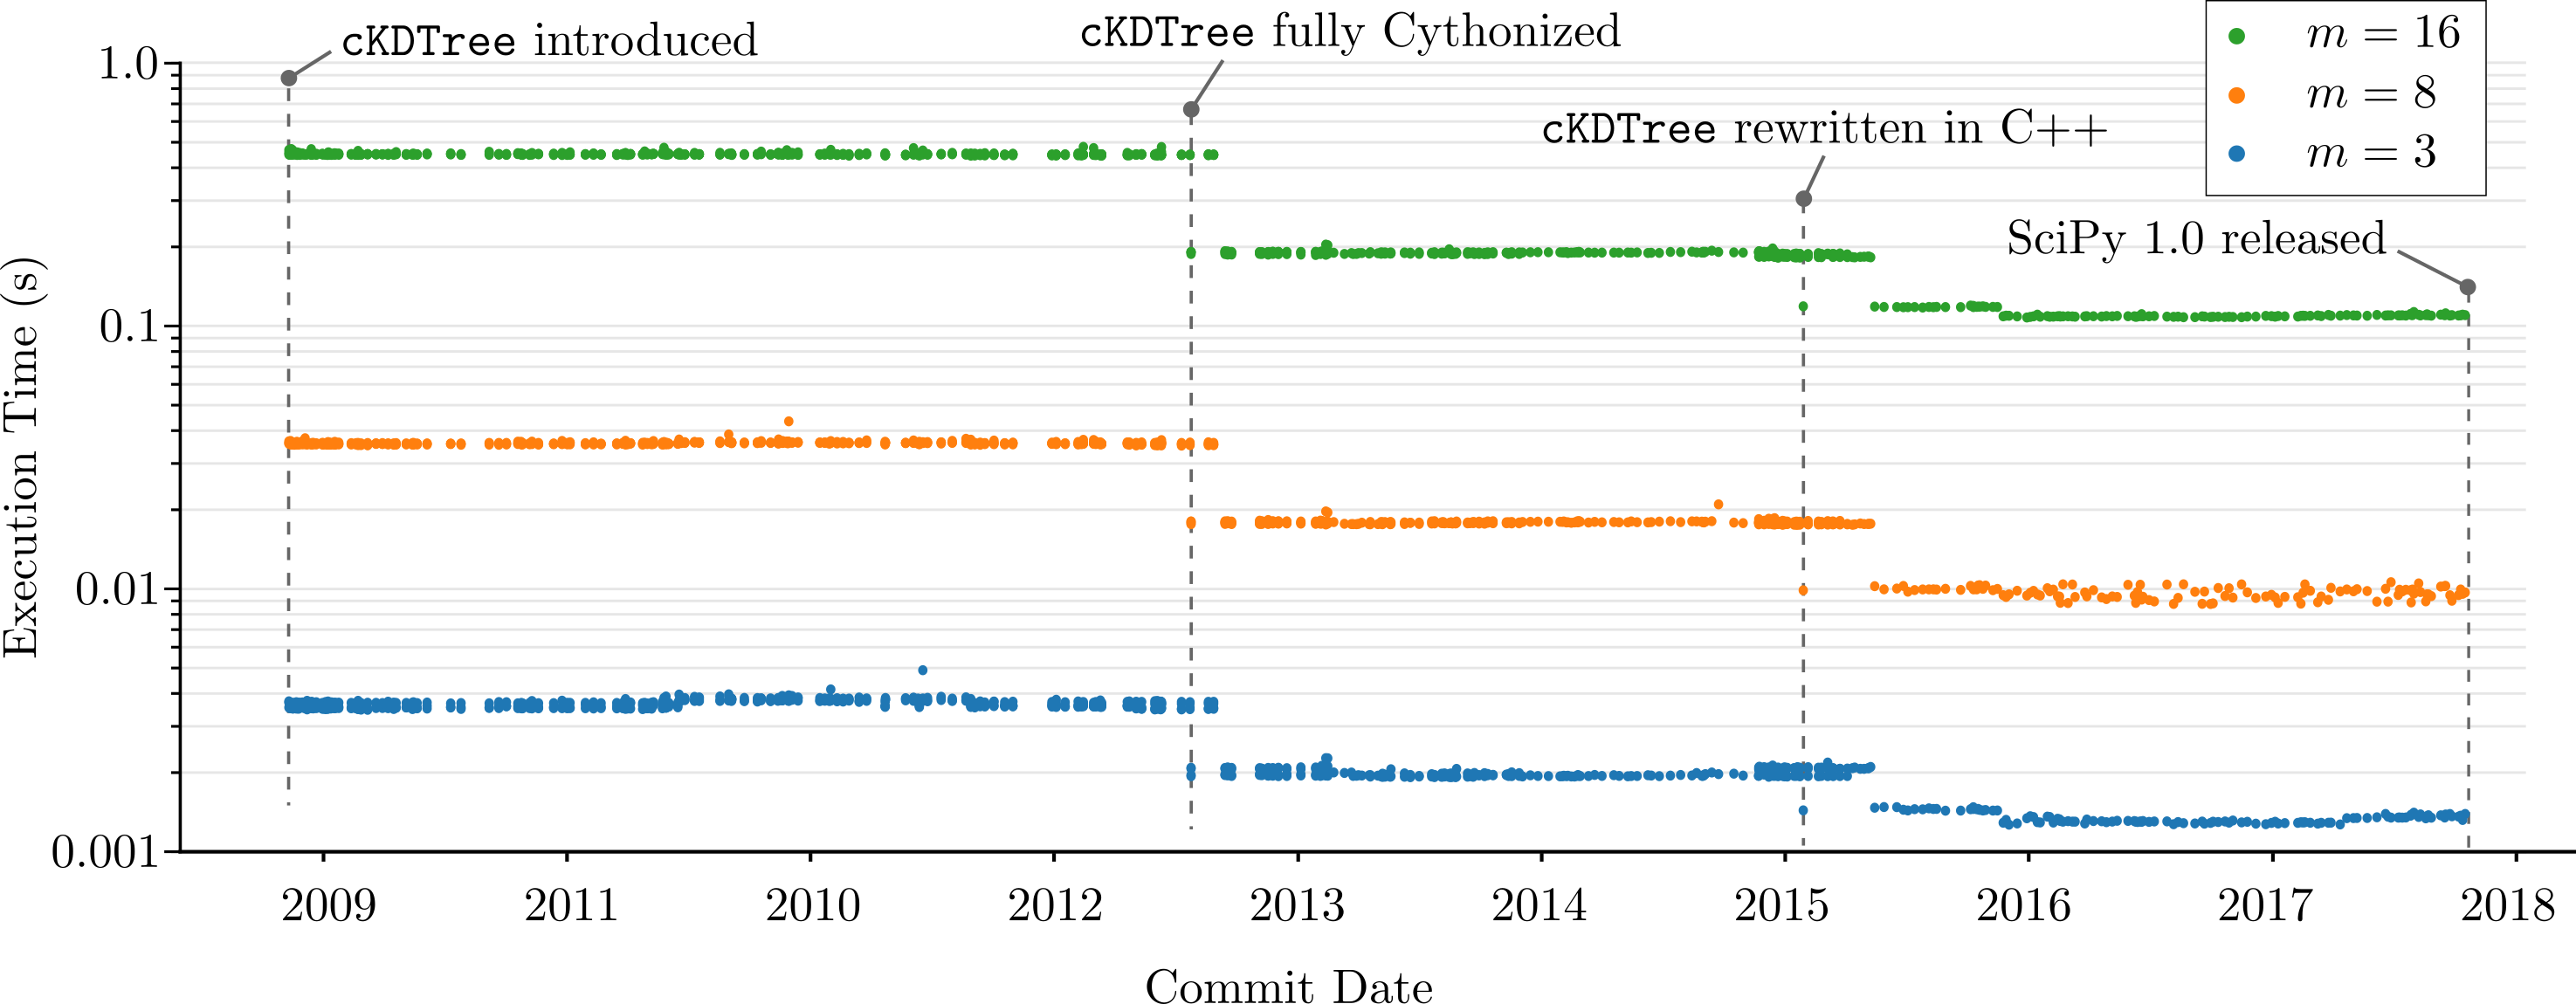 cKDTree introduced
cKDTree fully Cythonized
m = 16
m = 8
m = 3
cKDTree rewritten in C++
SciPy 1.0 released
1.0
0.1
0.01
0.001
Execution Time (s)
2009 2011 2010 2012 2013 2014 2015 2016 2017 2018
Commit Date